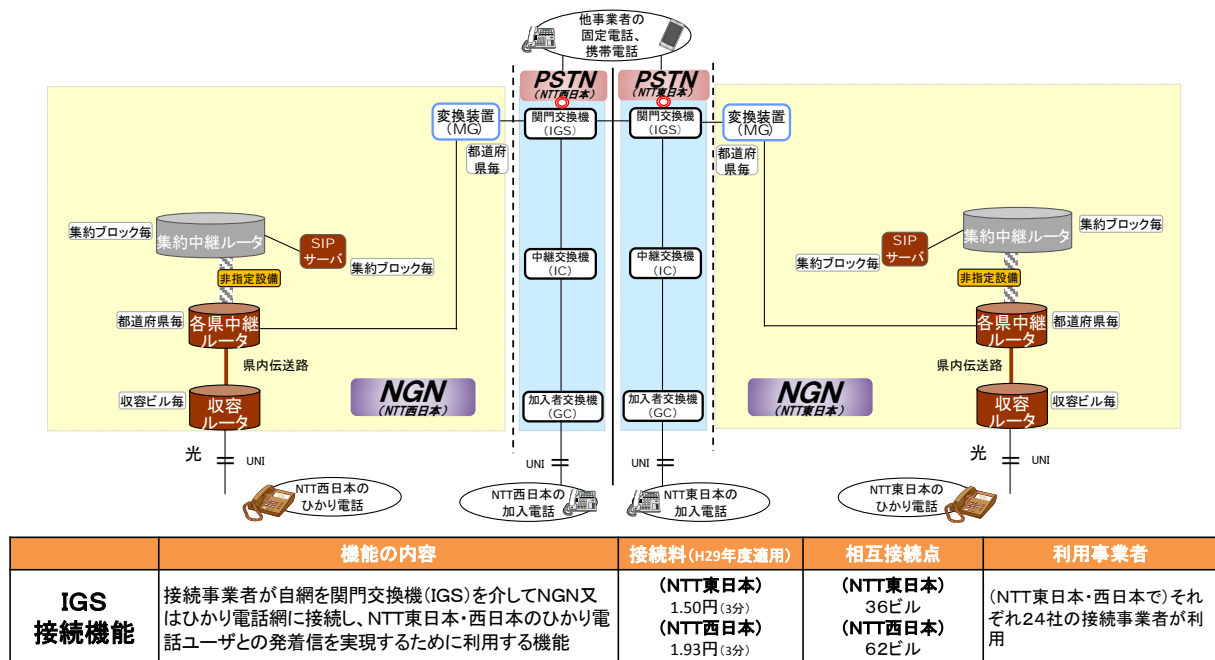 他事業者の
固定電話、
携帯電話
PSTN
(NTT西日本)
PSTN
(NTT東日本)
変換装置
(MG)
関門交換機
(IGS)
関門交換機
(IGS)
変換装置
(MG)
都道府
県毎
都道府
県毎
集約ブロック毎
集約中継ルータ
SIP
サーバ
集約ブロック毎
中継交換機
(IC)
中継交換機
(IC)
SIP
サーバ
集約ブロック毎
集約中継ルータ
集約ブロック毎
非指定設備
非指定設備
都道府県毎
各県中継
ルータ
各県中継
ルータ
都道府県毎
県内伝送路
県内伝送路
NGN
(NTT西日本)
NGN
(NTT東日本)
収容ビル毎
収容
ルータ
加入者交換機
(GC)
加入者交換機
(GC)
収容
ルータ
収容ビル毎
光
UNI
UNI
UNI
光
UNI
NTT西日本の
ひかり電話
NTT西日本の
加入電話
NTT東日本の
加入電話
NTT東日本の
ひかり電話
機能の内容
接続料(H29年度適用)
相互接続点
利用事業者
IGS
接続機能
接続事業者が自網を関門交換機(IGS)を介してNGN又
はひかり電話網に接続し、NTT東日本・西日本のひかり電
話ユーザとの発着信を実現するために利用する機能
(NTT東日本)
1.50円(3分)
(NTT西日本)
1.93円(3分)
(NTT東日本)
36ビル
(NTT西日本)
62ビル
(NTT東日本・西日本で)それ
ぞれ24社の接続事業者が利
用